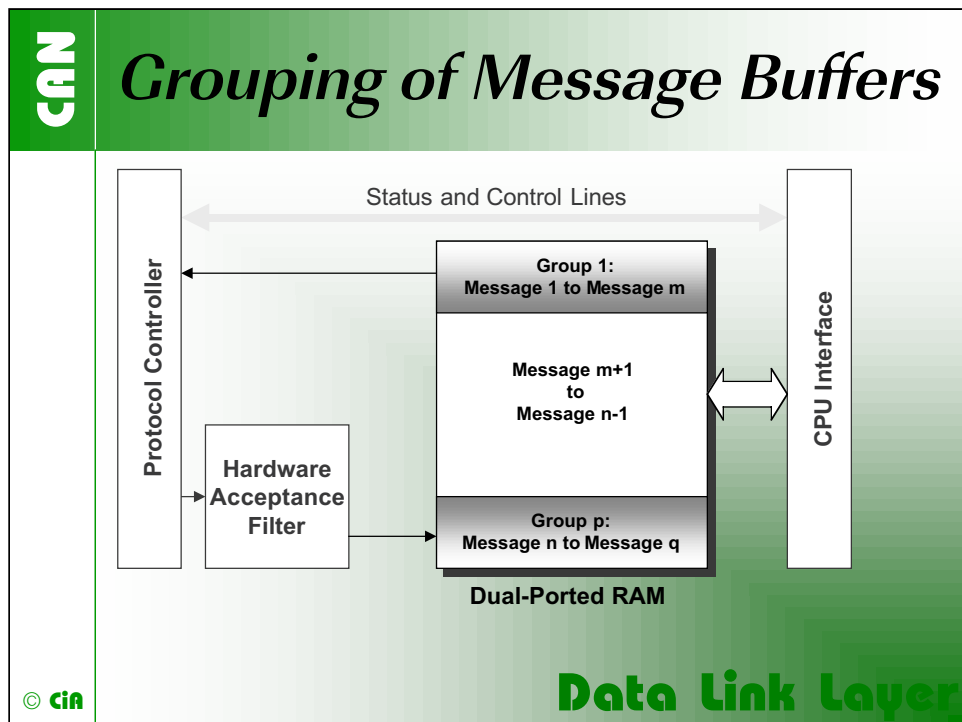 CAN
Grouping of Message Buffers
Status and Control Lines
Protocol Controller
Group 1:
Message 1 to Message m
Message m+1
to
Message n-1
CPU Interface
Hardware
Acceptance
Filter
Group p:
Message n to Message q
Dual-Ported RAM
© CiA
Data Link Layer